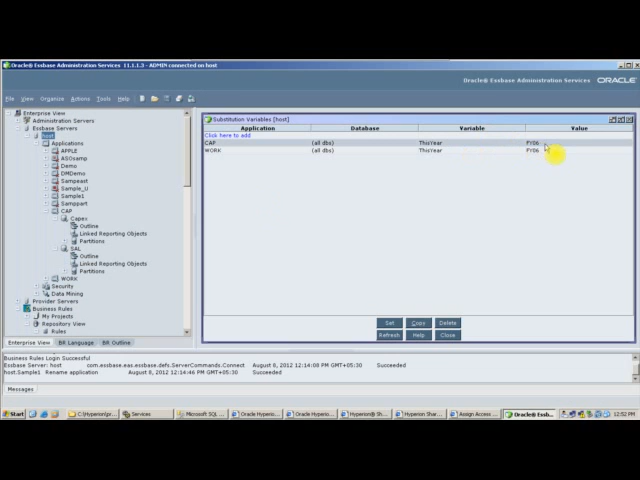 Oracle® Essbase Administration Services 11.1.1.3 - ADMIN connected on host
Oracle® Essbase Administration Services ORACLE
File View Organize Actions Tools Help
Enterprise View
Administration Servers
Essbase Servers
host
Applications
APPLE
ASOsamp
Demo
DMDemo
Sampeast
Sample_U
Sample1
Samppart
CAP
Capex
Outline
Linked Reporting Objects
Partitions
SAL
Outline
Linked Reporting Objects
Partitions
WORK
Security
Data Mining
Provider Servers
Business Rules
My Projects
Repository View
Rules
Enterprise View BR Language BR Outline
Substitution Variables [host]
Application Database Variable Value
Click here to add
CAP (all dbs) ThisYear FY06
WORK (all dbs) ThisYear FY06
Set Copy Delete
Refresh Help Close
Business Rules Login Successful
Essbase Server: host com.essbase.eas.essbase.defs.ServerCommands.Connect August 8, 2012 12:14:08 PM GMT+05:30 Succeeded
host.Sample1 Rename application August 8, 2012 12:14:46 PM GMT+05:30 Succeeded
Messages
Start C:\Hyperion\pr... Services Microsoft SQL ... Oracle Hyperio... Oracle Hyperio... Hyperion® Sh... Hyperion Shar... Assign Access ... Oracle® Essb... 12:52 PM